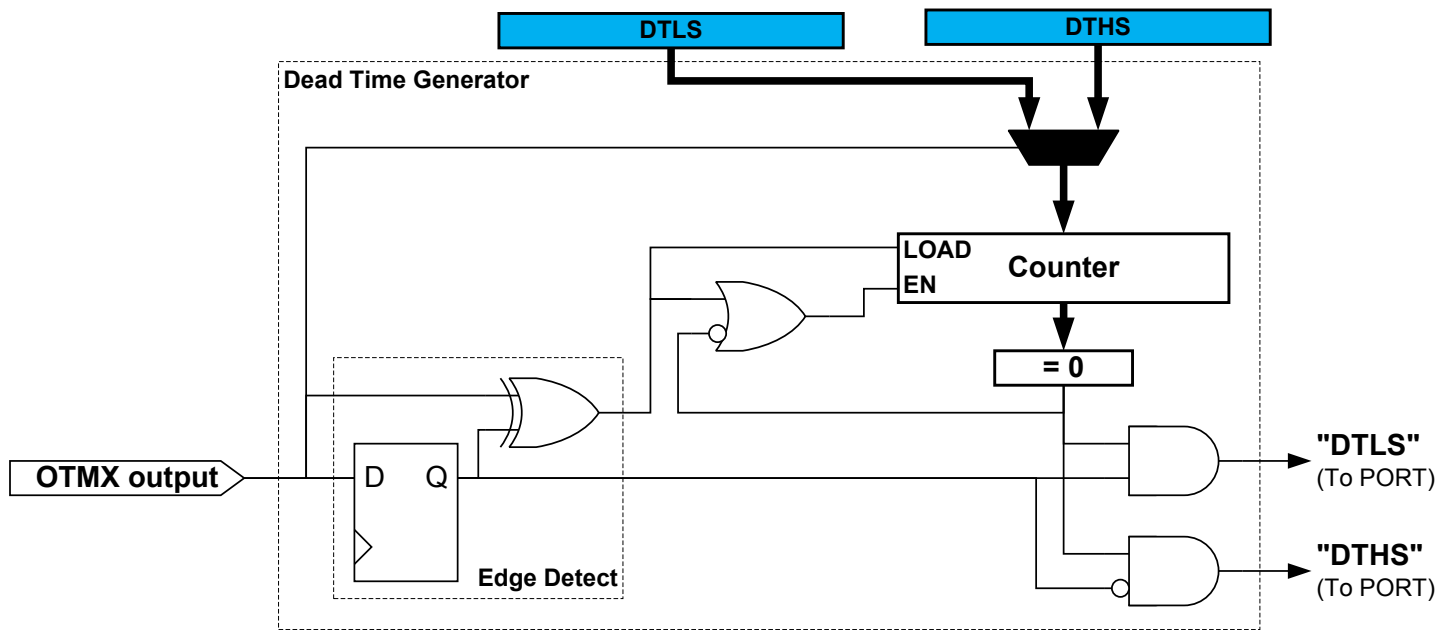 DTLS
DTHS
Dead Time Generator
LOAD
Counter
EN
= 0
"DTLS"
(To PORT)
OTMX output
D
Q
"DTHS"
(To PORT)
Edge Detect